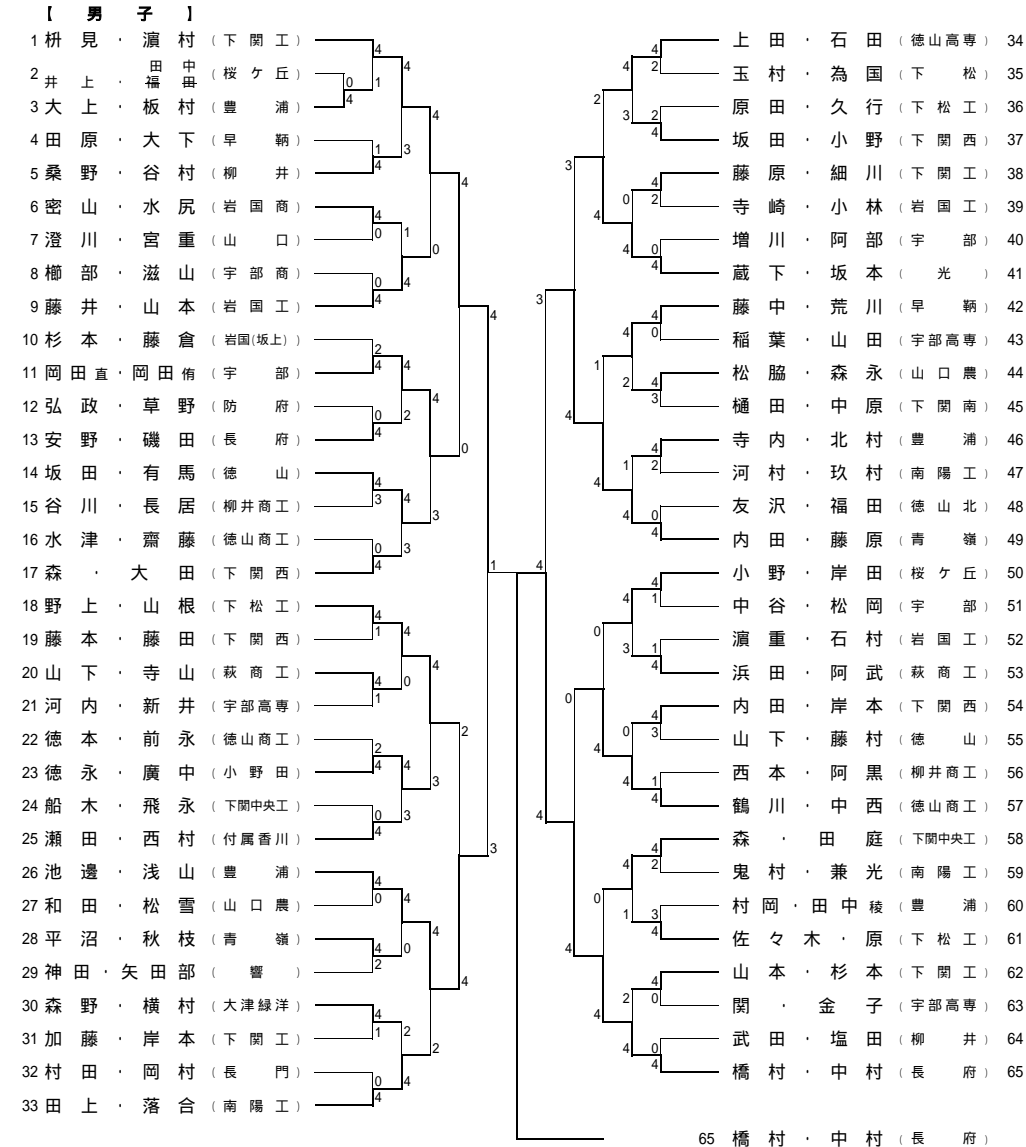 【 男 子 】
1 枡見・濵村 （下関工）
2 井上・福田 田中 （桜ケ丘）
3 大上・板村 （豊浦）
4 田原・大下 （早鞆）
5 桑野・谷村 （柳井）
6 密山・水尻 （岩国商）
7 澄川・宮重 （山口）
8 櫛部・滋山 （宇部商）
9 藤井・山本 （岩国工）
10 杉本・藤倉 （岩国(坂上)）
11 岡田直・岡田侑 （宇部）
12 弘政・草野 （防府）
13 安野・磯田 （長府）
14 坂田・有馬 （徳山）
15 谷川・長居 （柳井商工）
16 水津・齋藤 （徳山商工）
17 森・大田 （下関西）
18 野上・山根 （下松工）
19 藤本・藤田 （下関西）
20 山下・寺山 （萩商工）
21 河内・新井 （宇部高専）
22 徳本・前永 （徳山商工）
23 徳永・廣中 （小野田）
24 船木・飛永 （下関中央工）
25 瀬田・西村 （付属香川）
26 池邊・浅山 （豊浦）
27 和田・松雪 （山口農）
28 平沼・秋枝 （青嶺）
29 神田・矢田部 （響）
30 森野・横村 （大津緑洋）
31 加藤・岸本 （下関工）
32 村田・岡村 （長門）
33 田上・落合 （南陽工）
上田・石田 （徳山高専） 34
玉村・為国 （下松） 35
原田・久行 （下松工） 36
坂田・小野 （下関西） 37
藤原・細川 （下関工） 38
寺崎・小林 （岩国工） 39
増川・阿部 （宇部） 40
蔵下・坂本 （光） 41
藤中・荒川 （早鞆） 42
稲葉・山田 （宇部高専） 43
松脇・森永 （山口農） 44
樋田・中原 （下関南） 45
寺内・北村 （豊浦） 46
河村・玖村 （南陽工） 47
友沢・福田 （徳山北） 48
内田・藤原 （青嶺） 49
小野・岸田 （桜ケ丘） 50
中谷・松岡 （宇部） 51
濵重・石村 （岩国工） 52
浜田・阿武 （萩商工） 53
内田・岸本 （下関西） 54
山下・藤村 （徳山） 55
西本・阿黒 （柳井商工） 56
鶴川・中西 （徳山商工） 57
森・田庭 （下関中央工） 58
鬼村・兼光 （南陽工） 59
村岡・田中稜 （豊浦） 60
佐々木・原 （下松工） 61
山本・杉本 （下関工） 62
関・金子 （宇部高専） 63
武田・塩田 （柳井） 64
橋村・中村 （長府） 65
65 橋村・中村 （長府）